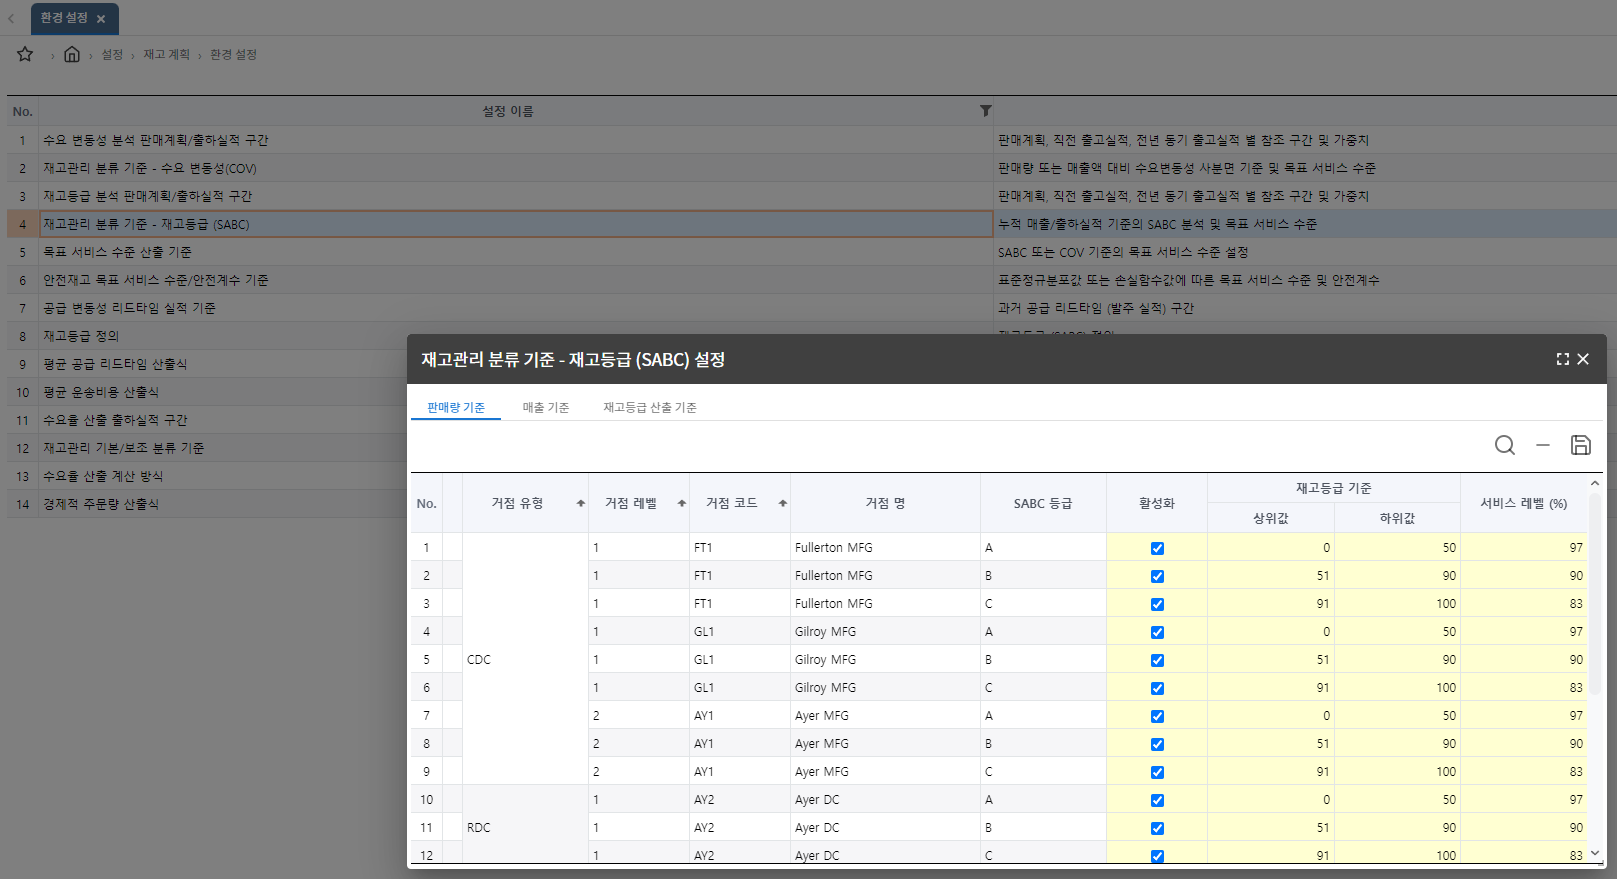 환경 설정
설정 › 재고 계획 › 환경 설정
No. 설정 이름
1 수요 변동성 분석 판매계획/출하실적 구간 판매계획, 직전 출고실적, 전년 동기 출고실적 별 참조 구간 및 가중치
2 재고관리 분류 기준 - 수요 변동성(COV) 판매량 또는 매출액 대비 수요변동성 사분면 기준 및 목표 서비스 수준
3 재고등급 분석 판매계획/출하실적 구간 판매계획, 직전 출고실적, 전년 동기 출고실적 별 참조 구간 및 가중치
4 재고관리 분류 기준 - 재고등급 (SABC) 누적 매출/출하실적 기준의 SABC 분석 및 목표 서비스 수준
5 목표 서비스 수준 산출 기준 SABC 또는 COV 기준의 목표 서비스 수준 설정
6 안전재고 목표 서비스 수준/안전계수 기준 표준정규분포값 또는 손실함수값에 따른 목표 서비스 수준 및 안전계수
7 공급 변동성 리드타임 실적 기준 과거 공급 리드타임 (발주 실적) 구간
8 재고등급 정의
9 평균 공급 리드타임 산출식
10 평균 운송비용 산출식
11 수요율 산출 출하실적 구간
12 재고관리 기본/보조 분류 기준
13 수요율 산출 계산 방식
14 경제적 주문량 산출식
재고관리 분류 기준 - 재고등급 (SABC) 설정
판매량 기준 매출 기준 재고등급 산출 기준
No. 거점 유형 거점 레벨 거점 코드 거점 명 SABC 등급 활성화 재고등급 기준 서비스 레벨 (%)
상위값 하위값
1 1 FT1 Fullerton MFG A 0 50 97
2 1 FT1 Fullerton MFG B 51 90 90
3 1 FT1 Fullerton MFG C 91 100 83
4 1 GL1 Gilroy MFG A 0 50 97
5 CDC 1 GL1 Gilroy MFG B 51 90 90
6 1 GL1 Gilroy MFG C 91 100 83
7 2 AY1 Ayer MFG A 0 50 97
8 2 AY1 Ayer MFG B 51 90 90
9 2 AY1 Ayer MFG C 91 100 83
10 1 AY2 Ayer DC A 0 50 97
11 RDC 1 AY2 Ayer DC B 51 90 90
12 1 AY2 Ayer DC C 91 100 83